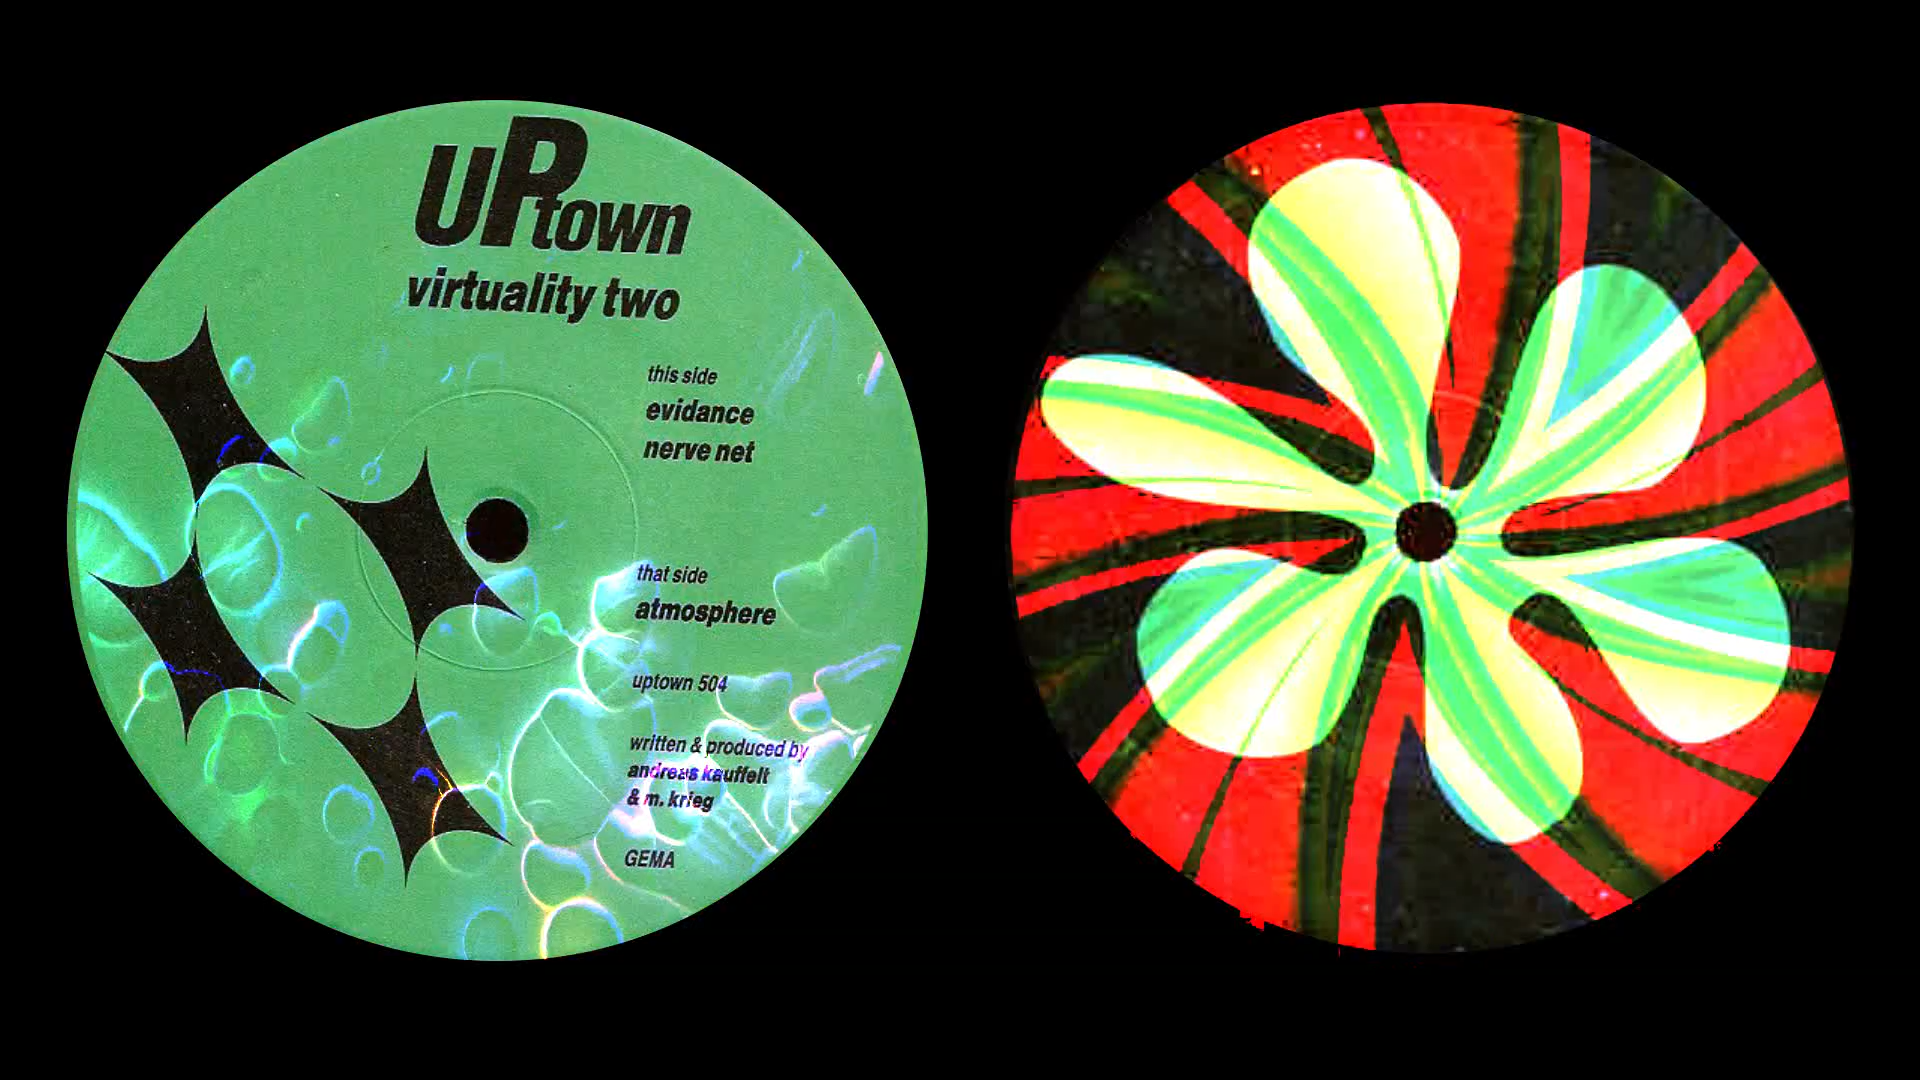 UPtown
virtuality two
this side
evidance
nerve net
that side
atmosphere
uptown 504
written & produced by
andreas kauffelt
& m. krieg
GEMA